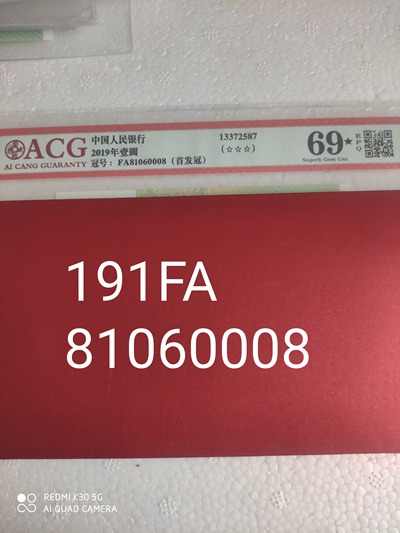 ACG
AI CANG GUARANTY
中国人民银行
2019年壹圆
冠号：FA81060008（首发冠）
13372587
（☆☆☆）
69★
Superb Gem Unc
EPQ
191FA
81060008
REDMI K30 5G
AI QUAD CAMERA